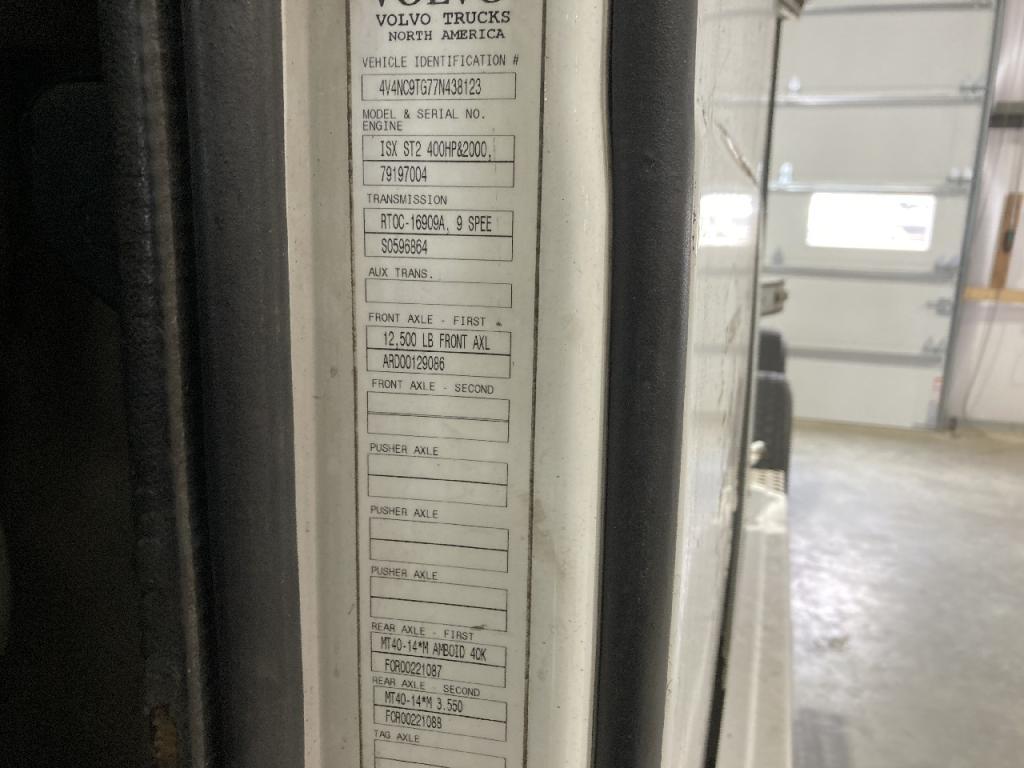 VOLVO
VOLVO TRUCKS
NORTH AMERICA
VEHICLE IDENTIFICATION #
4V4NC9TG77N438123
MODEL & SERIAL NO.
ENGINE
ISX ST2 400HP&2000,
79197004
TRANSMISSION
RTOC-16909A, 9 SPEE
S0596864
AUX TRANS.
FRONT AXLE - FIRST
12,500 LB FRONT AXL
ARD00129086
FRONT AXLE - SECOND
PUSHER AXLE
PUSHER AXLE
PUSHER AXLE
REAR AXLE - FIRST
MT40-14*M AMBOID 40K
FOR00221087
REAR AXLE - SECOND
MT40-14*M 3.550
FOR00221088
TAG AXLE